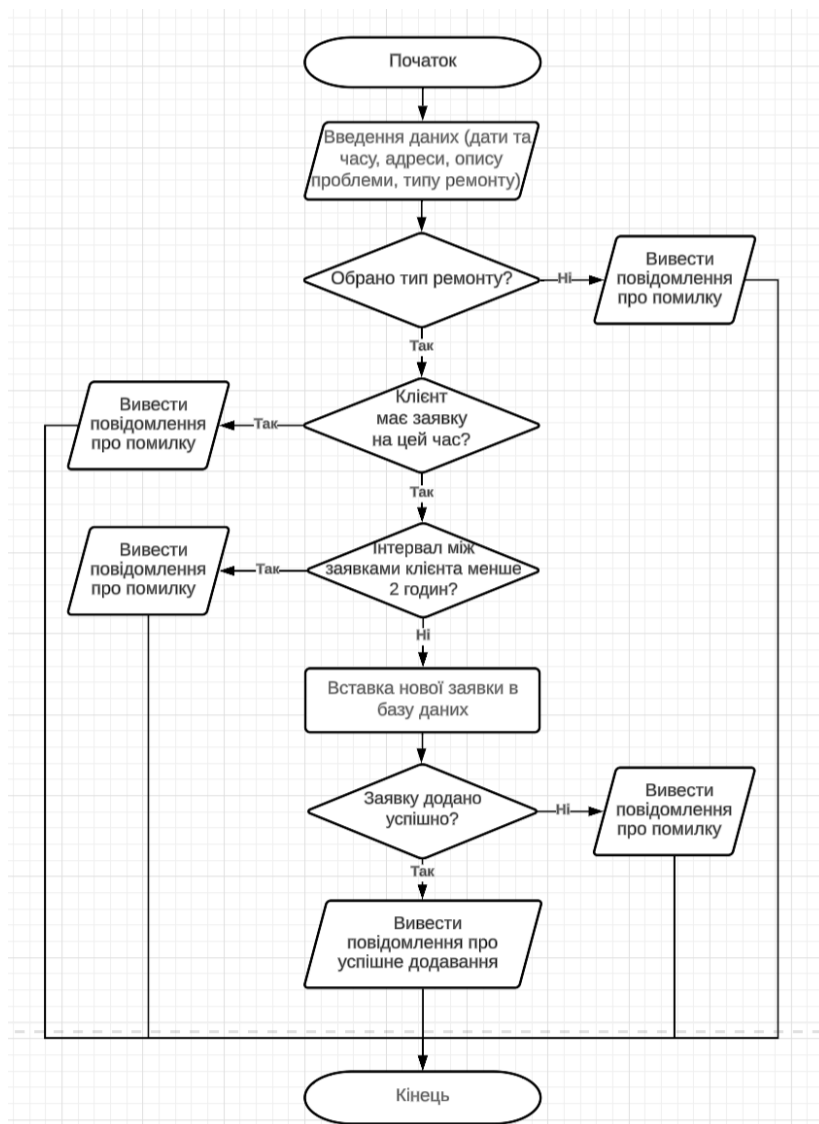 Початок
Введення даних (дати та
часу, адреси, опису
проблеми, типу ремонту)
Обрано тип ремонту?
Ні
Вивести
повідомлення
про помилку
Так
Клієнт
має заявку
на цей час?
Так
Вивести
повідомлення
про помилку
Так
Інтервал між
заявками клієнта менше
2 годин?
Так
Вивести
повідомлення
про помилку
Ні
Вставка нової заявки в
базу даних
Заявку додано
успішно?
Ні
Вивести
повідомлення
про помилку
Так
Вивести
повідомлення про
успішне додавання
Кінець